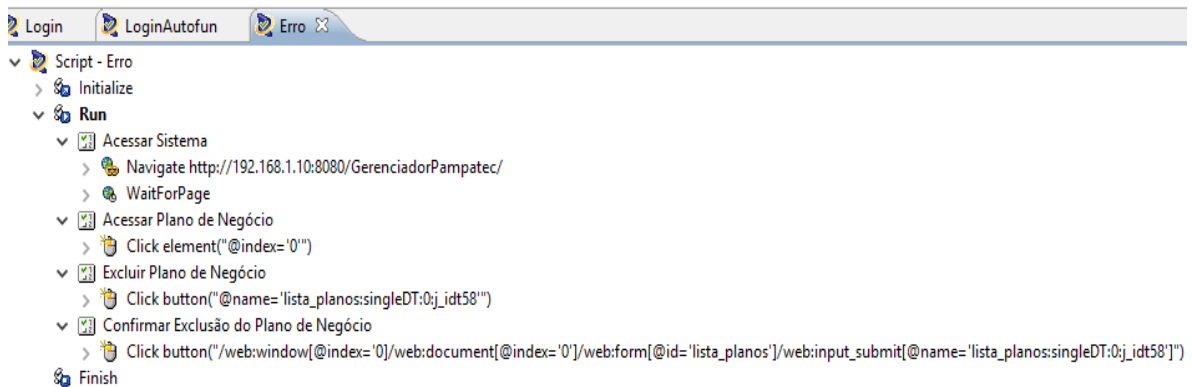 Login LoginAutofun Erro
Script - Erro
Initialize
Run
Acessar Sistema
Navigate http://192.168.1.10:8080/GerenciadorPampatec/
WaitForPage
Acessar Plano de Negócio
Click element("@index='0'")
Excluir Plano de Negócio
Click button("@name='lista_planos:singleDT:0:j_idt58'")
Confirmar Exclusão do Plano de Negócio
Click button("/web:window[@index='0]/web:document[@index='0']/web:form[@id='lista_planos']/web:input_submit[@name='lista_planos:singleDT:0:j_idt58']")
Finish